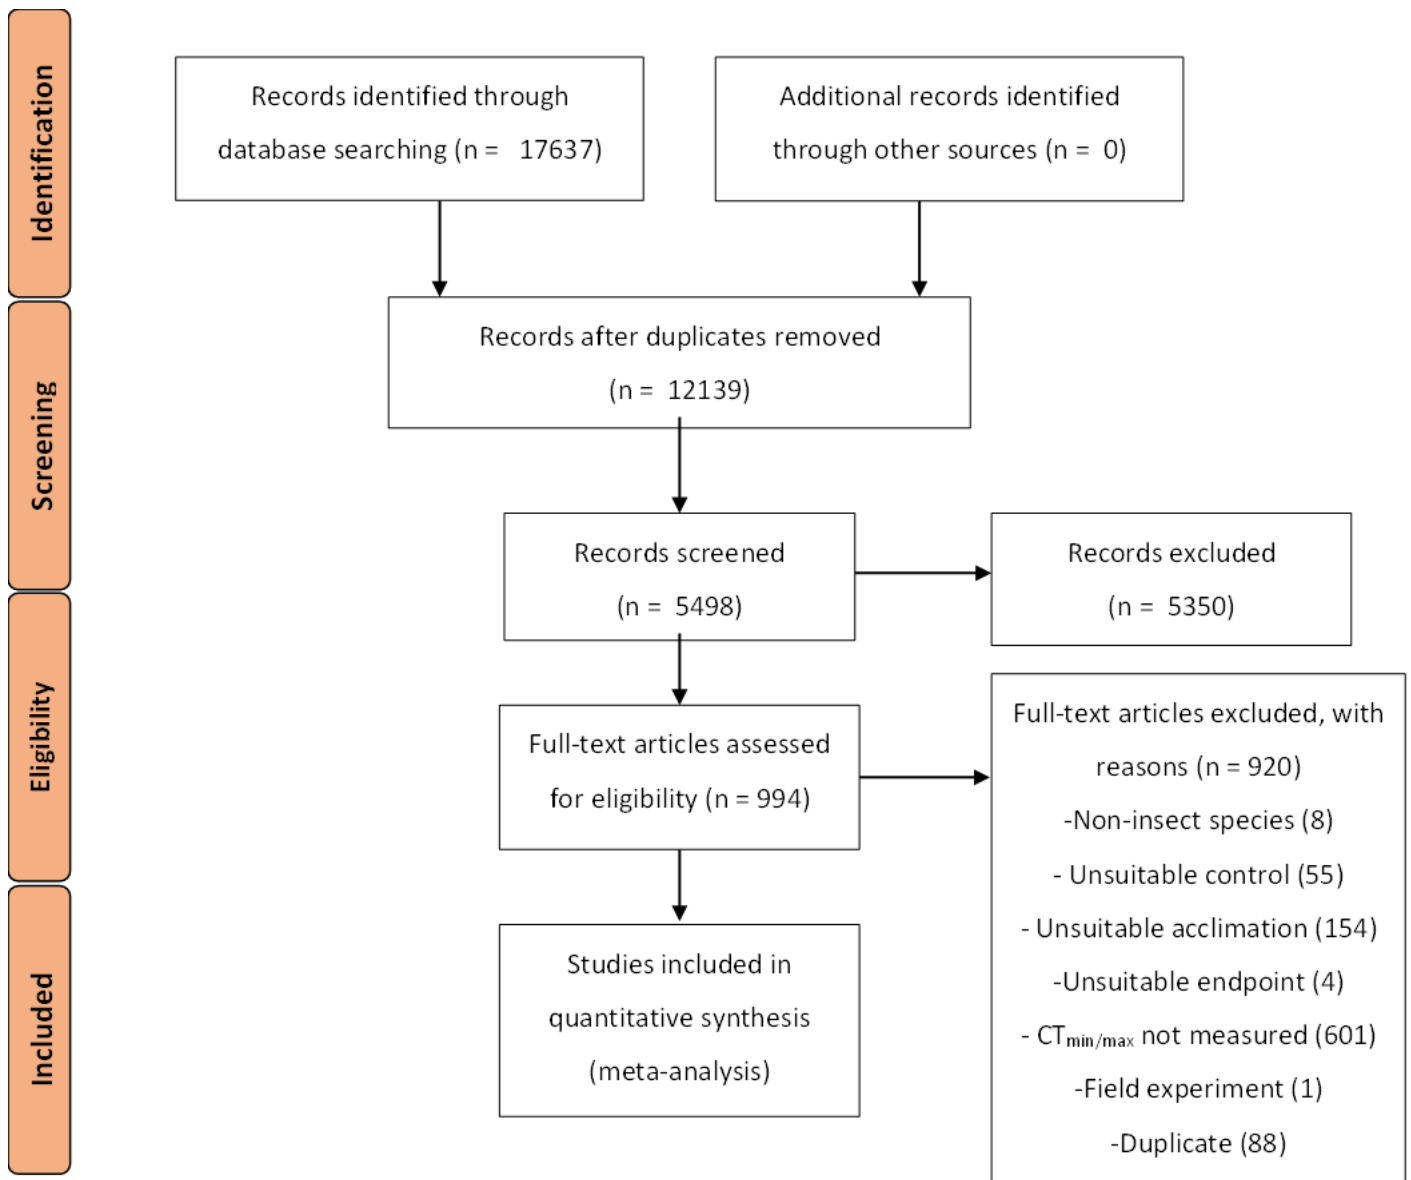 Identification
Records identified through
database searching (n = 17637)
Additional records identified
through other sources (n = 0)
Screening
Records after duplicates removed
(n = 12139)
Records screened
(n = 5498)
Records excluded
(n = 5350)
Eligibility
Full-text articles assessed
for eligibility (n = 994)
Full-text articles excluded, with
reasons (n = 920)
-Non-insect species (8)
- Unsuitable control (55)
- Unsuitable acclimation (154)
-Unsuitable endpoint (4)
- CTmin/max not measured (601)
-Field experiment (1)
-Duplicate (88)
Included
Studies included in
quantitative synthesis
(meta-analysis)